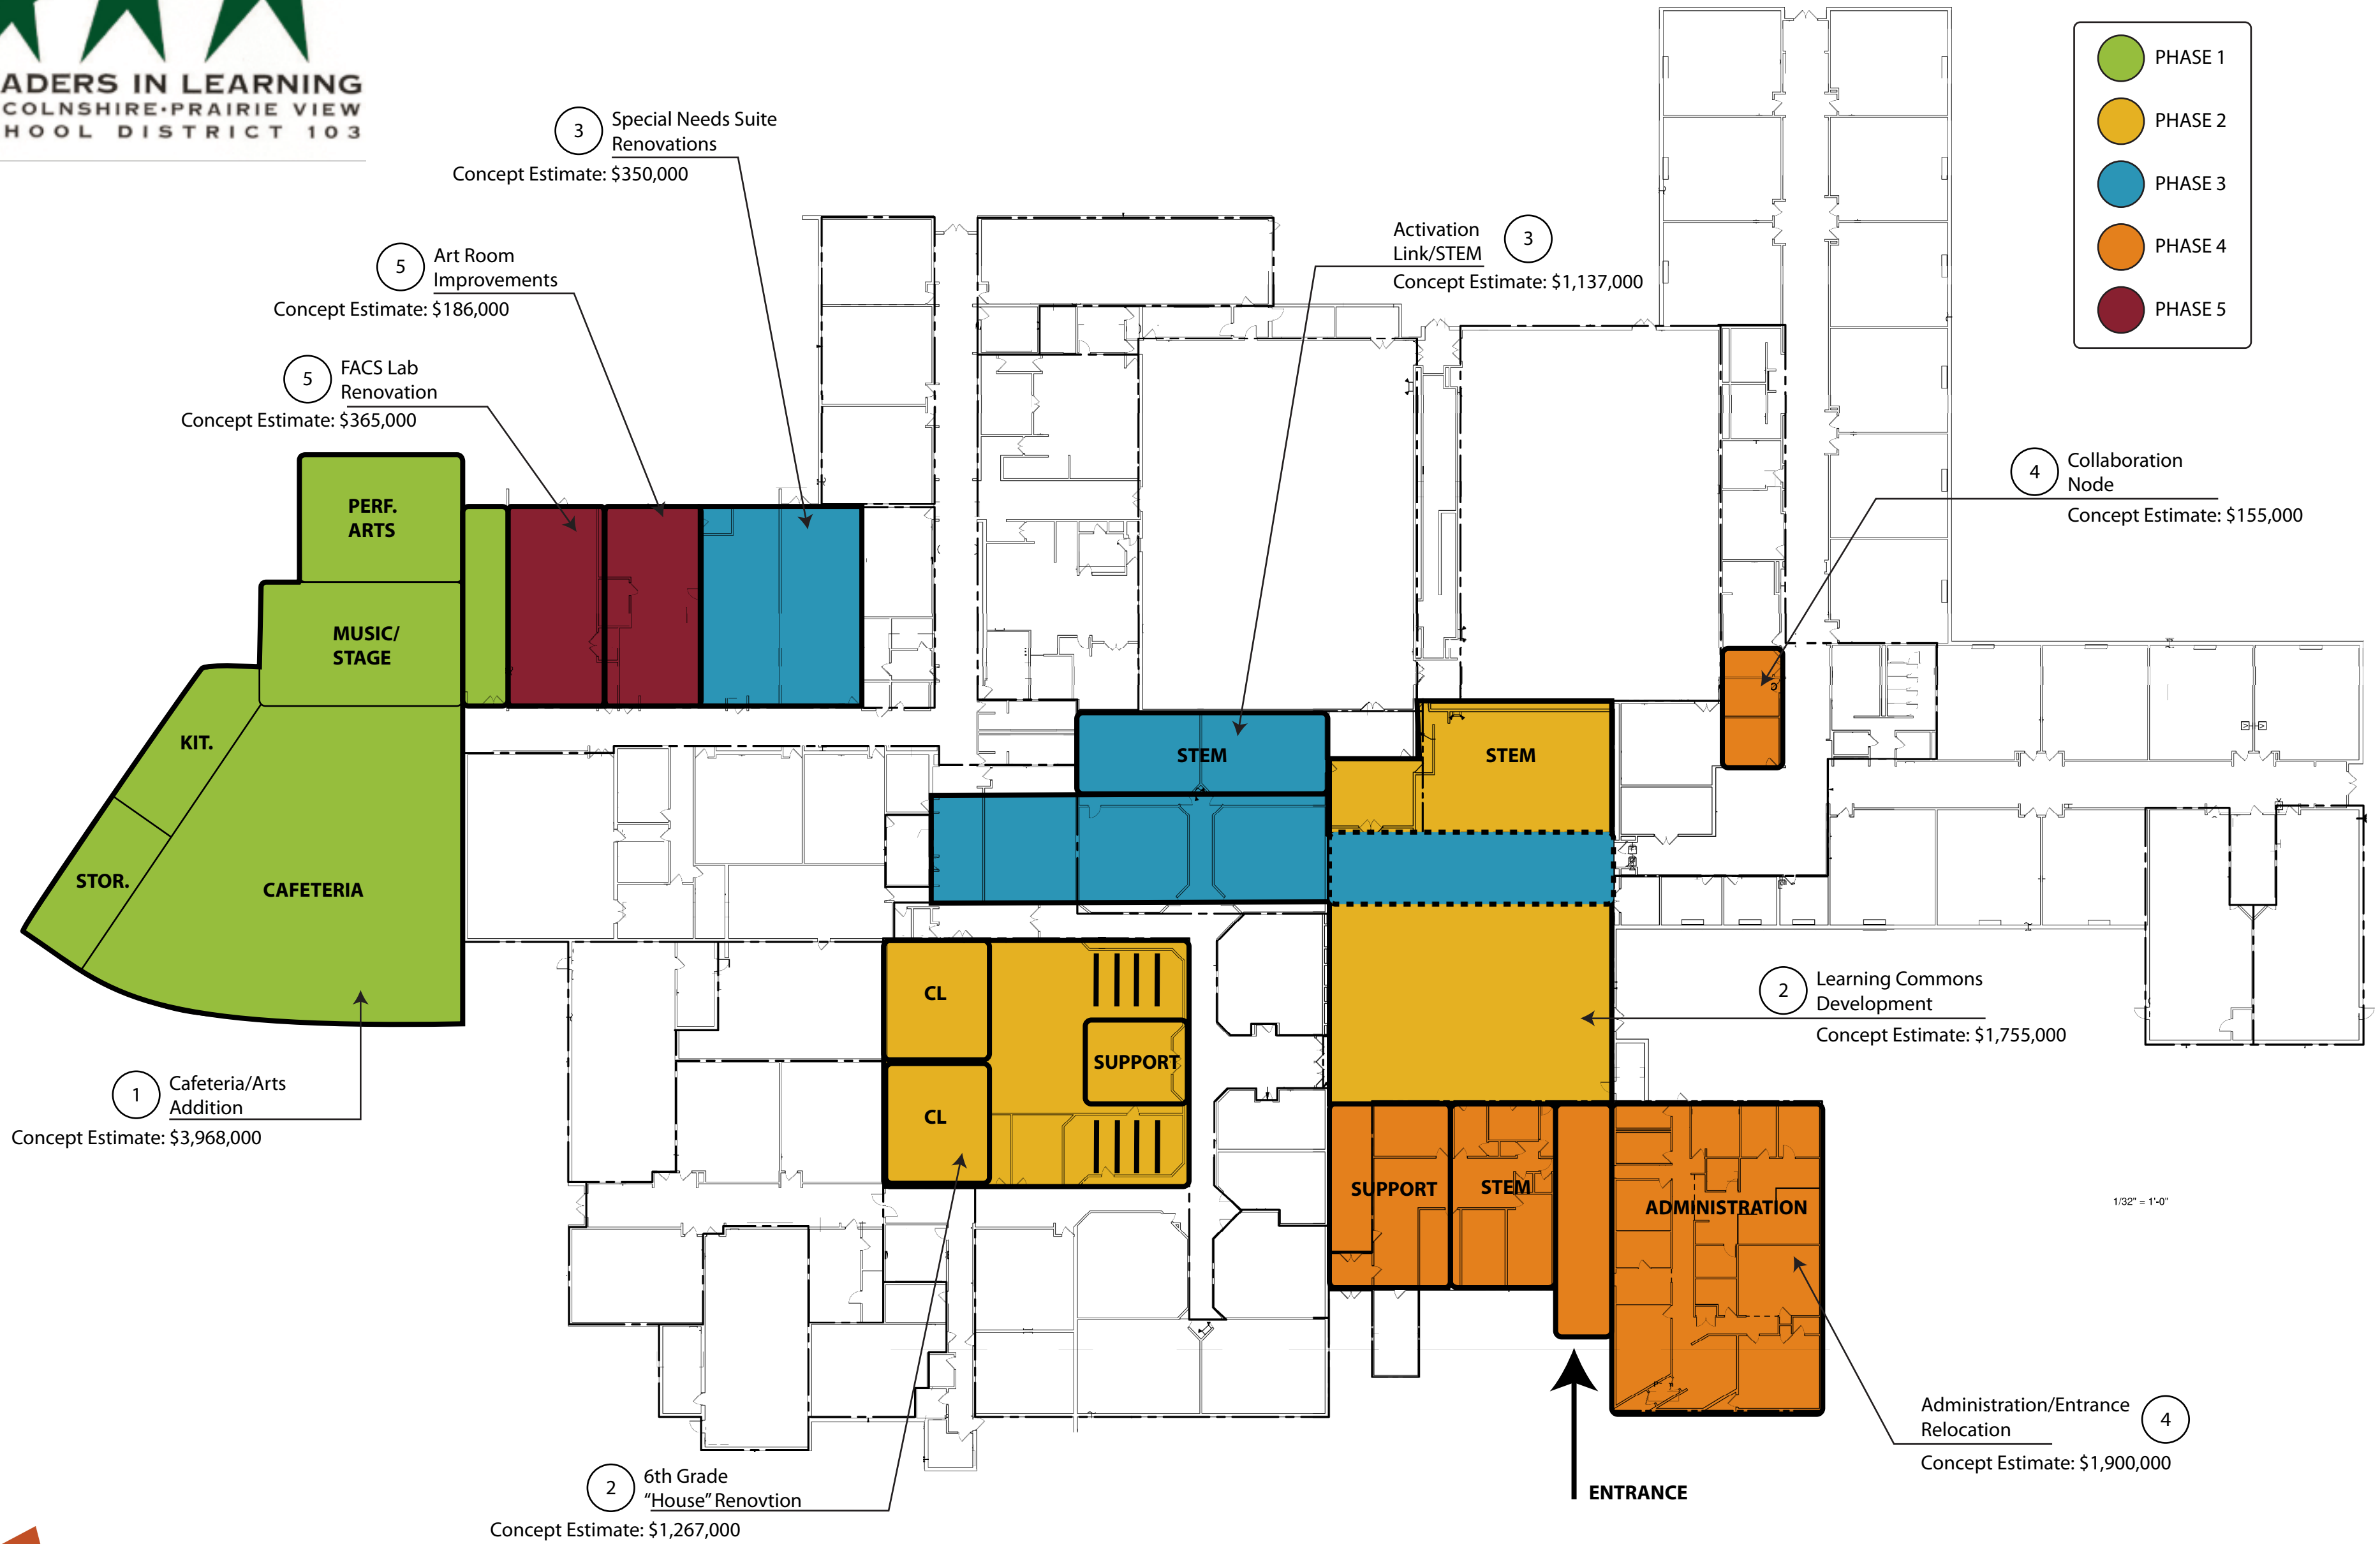 ADERS IN LEARNING
COLNSHIRE•PRAIRIE VIEW
HOOL DISTRICT 103
PHASE 1
PHASE 2
PHASE 3
PHASE 4
PHASE 5
3
Special Needs Suite
Renovations
Concept Estimate: $350,000
5
Art Room
Improvements
Concept Estimate: $186,000
5
FACS Lab
Renovation
Concept Estimate: $365,000
Activation
Link/STEM
3
Concept Estimate: $1,137,000
4
Collaboration
Node
Concept Estimate: $155,000
PERF.
ARTS
MUSIC/
STAGE
KIT.
STOR.
CAFETERIA
STEM
STEM
CL
SUPPORT
CL
SUPPORT
STEM
ADMINISTRATION
2
Learning Commons
Development
Concept Estimate: $1,755,000
1
Cafeteria/Arts
Addition
Concept Estimate: $3,968,000
1/32" = 1'-0"
Administration/Entrance
Relocation
4
Concept Estimate: $1,900,000
ENTRANCE
2
6th Grade
“House” Renovtion
Concept Estimate: $1,267,000